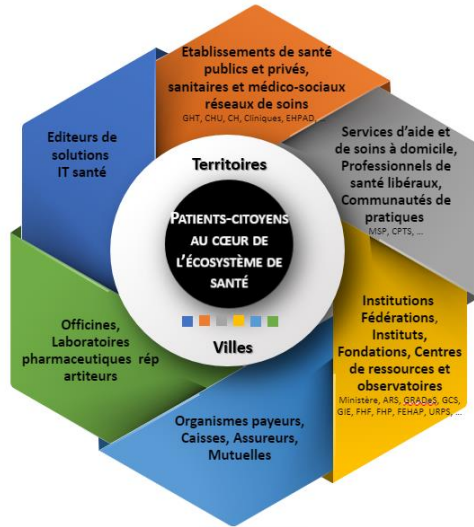 Etablissements de santé
publics et privés,
sanitaires et médico-sociaux
réseaux de soins
GHT, CHU, CH, Cliniques, EHPAD, ...
Editeurs de
solutions
IT santé
Services d'aide et
de soins à domicile,
Professionnels de
santé libéraux,
Communautés de
pratiques
MSP, CPTS, ...
Territoires
PATIENTS-CITOYENS
AU CŒUR DE
L'ÉCOSYSTÈME DE
SANTÉ
Villes
Officines,
Laboratoires
pharmaceutiques rép
artiteurs
Institutions
Fédérations,
Instituts,
Fondations, Centres
de ressources et
observatoires
Ministère, ARS, GRADeS, GCS,
GIE, FHF, FHP, FEHAP, URPS, ...
Organismes payeurs,
Caisses, Assureurs,
Mutuelles